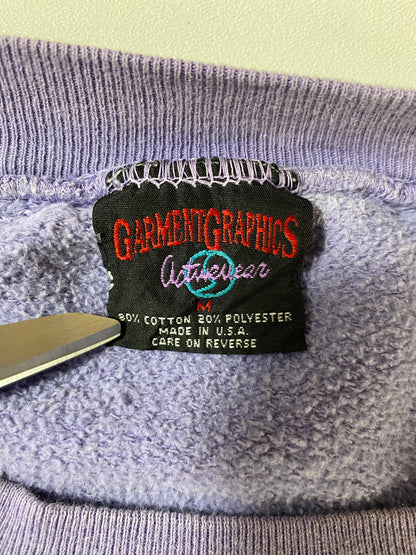 GARMENTGRAPHICS
Activewear
M
80% COTTON 20% POLYESTER
MADE IN U.S.A.
CARE ON REVERSE